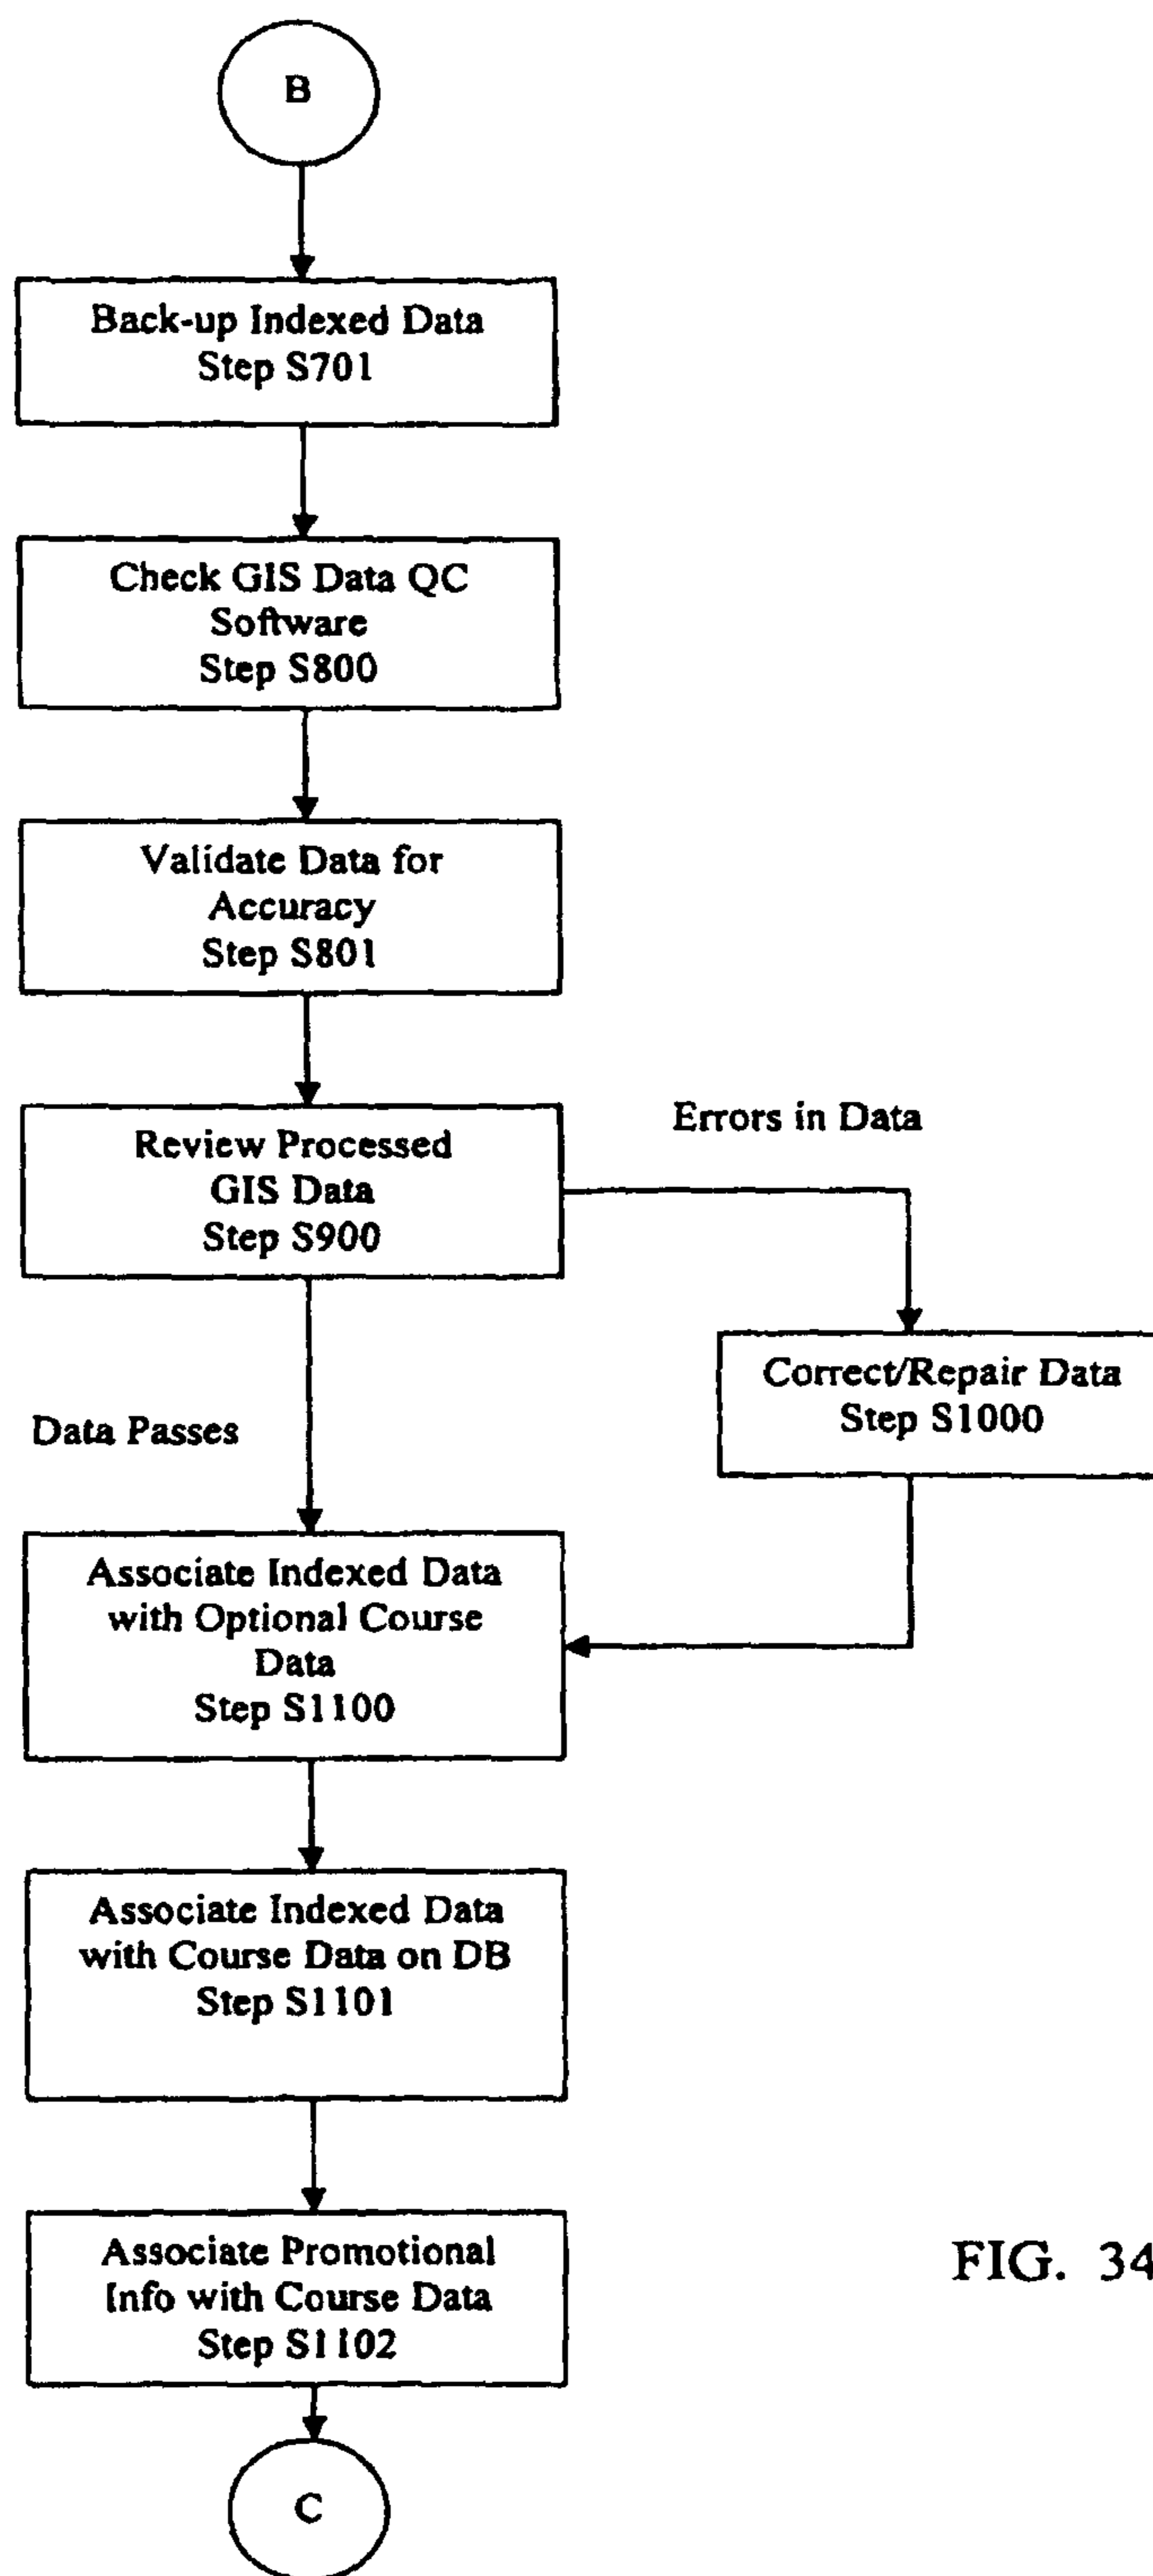 B
Back-up Indexed Data
Step S701
Check GIS Data QC
Software
Step S800
Validate Data for
Accuracy
Step S801
Review Processed
GIS Data
Step S900
Errors in Data
Correct/Repair Data
Step S1000
Data Passes
Associate Indexed Data
with Optional Course
Data
Step S1100
Associate Indexed Data
with Course Data on DB
Step S1101
Associate Promotional
Info with Course Data
Step S1102
FIG. 34
C